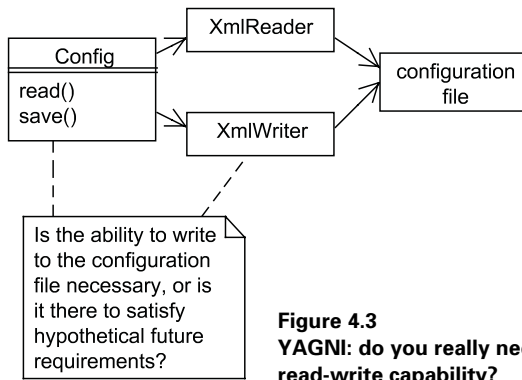 XmlReader
Config
read()
save()
configuration
file
XmlWriter
Is the ability to write
to the configuration
file necessary, or is
it there to satisfy
hypothetical future
requirements?
Figure 4.3
YAGNI: do you really
read-write capability?